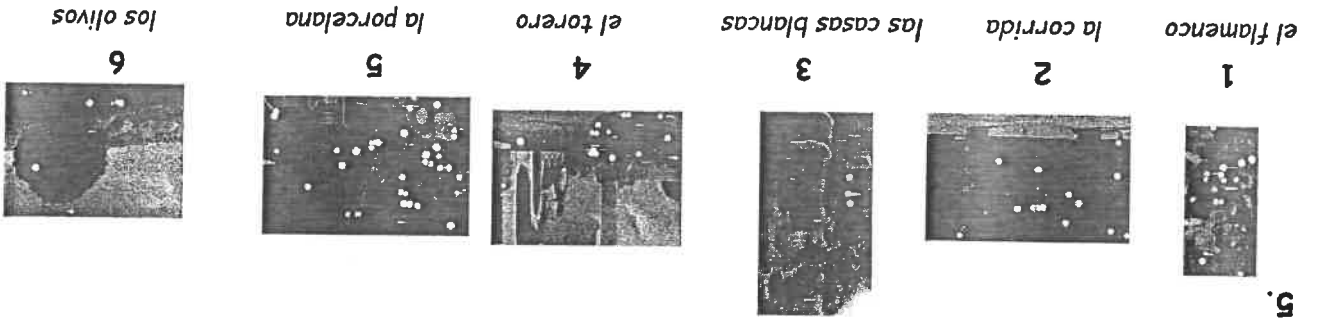 5.
1 2 3 4 5 6
el flamenco la corrida las casas blancas el torero la porcelana los olivos